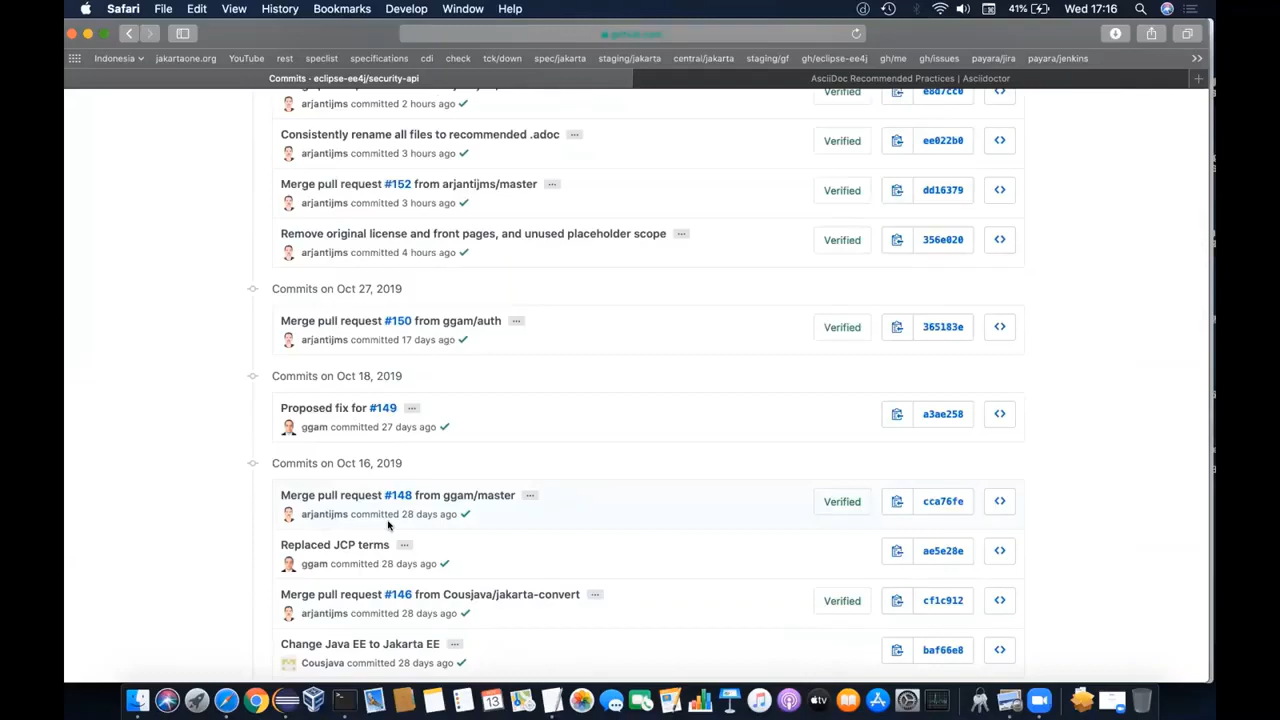 Safari File Edit View History Bookmarks Develop Window Help 41% Wed 17:16
github.com
Indonesia jakartaone.org YouTube rest speclist specifications cdi check tck/down spec/jakarta staging/jakarta central/jakarta staging/gf gh/eclipse-ee4j gh/me gh/issues payara/jira payara/jenkins
Commits · eclipse-ee4j/security-api AsciiDoc Recommended Practices | Asciidoctor
Verified e8d7cc0
arjantijms committed 2 hours ago
Consistently rename all files to recommended .adoc
arjantijms committed 3 hours ago
Verified ee022b0
Merge pull request #152 from arjantijms/master
arjantijms committed 3 hours ago
Verified dd16379
Remove original license and front pages, and unused placeholder scope
arjantijms committed 4 hours ago
Verified 356e020
Commits on Oct 27, 2019
Merge pull request #150 from ggam/auth
arjantijms committed 17 days ago
Verified 365183e
Commits on Oct 18, 2019
Proposed fix for #149
ggam committed 27 days ago
a3ae258
Commits on Oct 16, 2019
Merge pull request #148 from ggam/master
arjantijms committed 28 days ago
Verified cca76fe
Replaced JCP terms
ggam committed 28 days ago
ae5e28e
Merge pull request #146 from Cousjava/jakarta-convert
arjantijms committed 28 days ago
Verified cf1c912
Change Java EE to Jakarta EE
Cousjava committed 28 days ago
baf66e8
13
tv